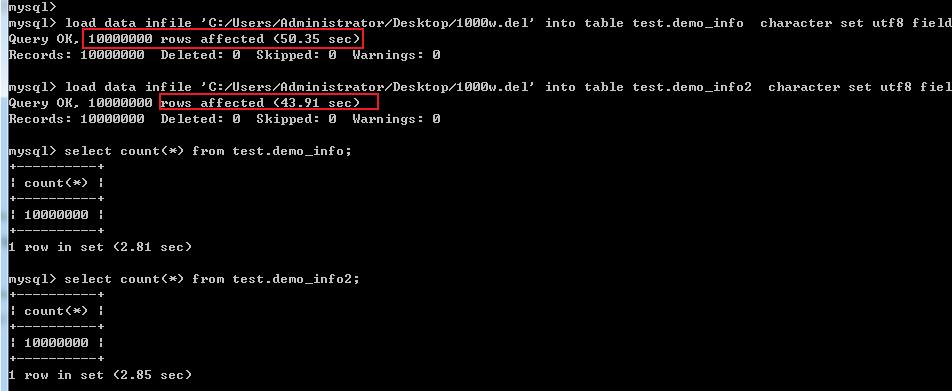 mysql>
mysql> load data infile 'C:/Users/Administrator/Desktop/1000w.del' into table test.demo_info  character set utf8 field
Query OK, 10000000 rows affected (50.35 sec)
Records: 10000000  Deleted: 0  Skipped: 0  Warnings: 0
mysql> load data infile 'C:/Users/Administrator/Desktop/1000w.del' into table test.demo_info2  character set utf8 fiel
Query OK, 10000000 rows affected (43.91 sec)
Records: 10000000  Deleted: 0  Skipped: 0  Warnings: 0
mysql> select count(*) from test.demo_info;
+----------+
¦ count(*) ¦
+----------+
¦ 10000000 ¦
+----------+
1 row in set (2.81 sec)
mysql> select count(*) from test.demo_info2;
+----------+
¦ count(*) ¦
+----------+
¦ 10000000 ¦
+----------+
1 row in set (2.85 sec)